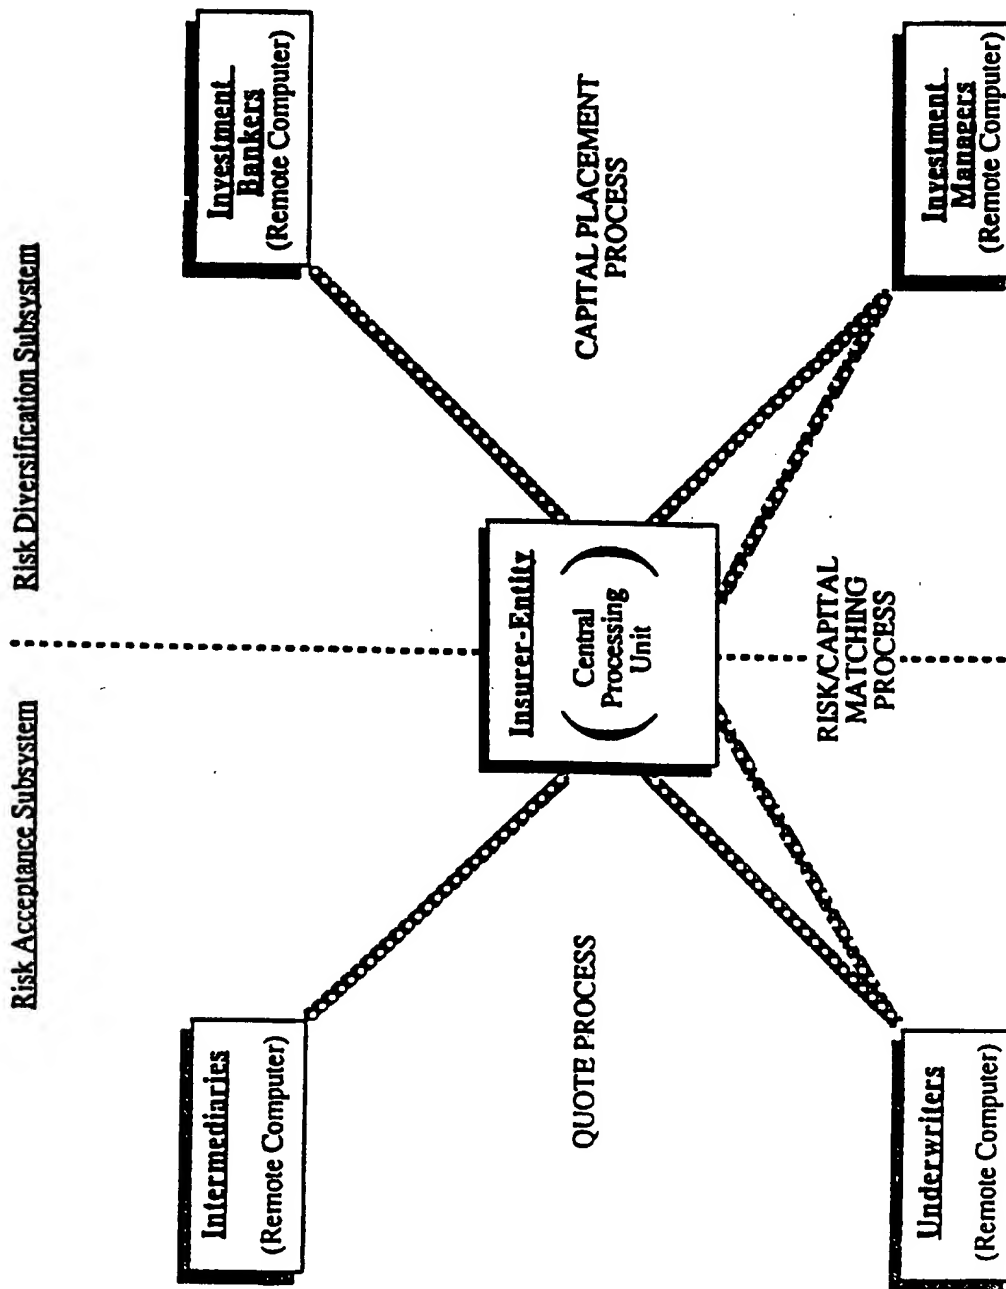 Risk Acceptance Subsystem
Risk Diversification Subsystem
Intermediaries
(Remote Computer)
Investment
Bankers
(Remote Computer)
Insurer-Entity
(Central
Processing
Unit)
QUOTE PROCESS
CAPITAL PLACEMENT
PROCESS
RISK/CAPITAL
MATCHING
PROCESS
Underwriters
(Remote Computer)
Investment
Managers
(Remote Computer)